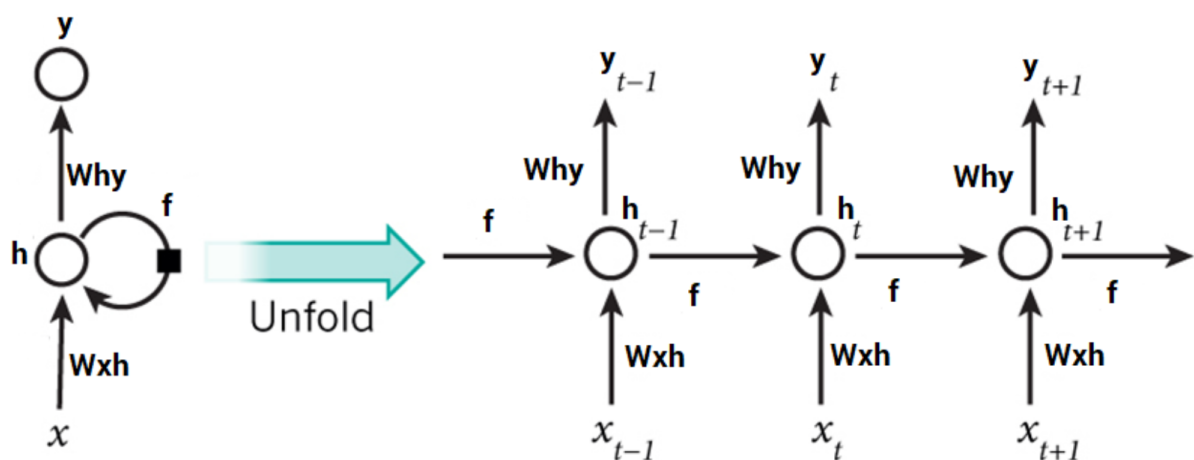 y
Why
f
h
Wxh
x
Unfold
y t−1
y t
y t+1
Why
Why
Why
f
h t−1
h t
h t+1
f
f
f
Wxh
Wxh
Wxh
x t−1
x t
x t+1